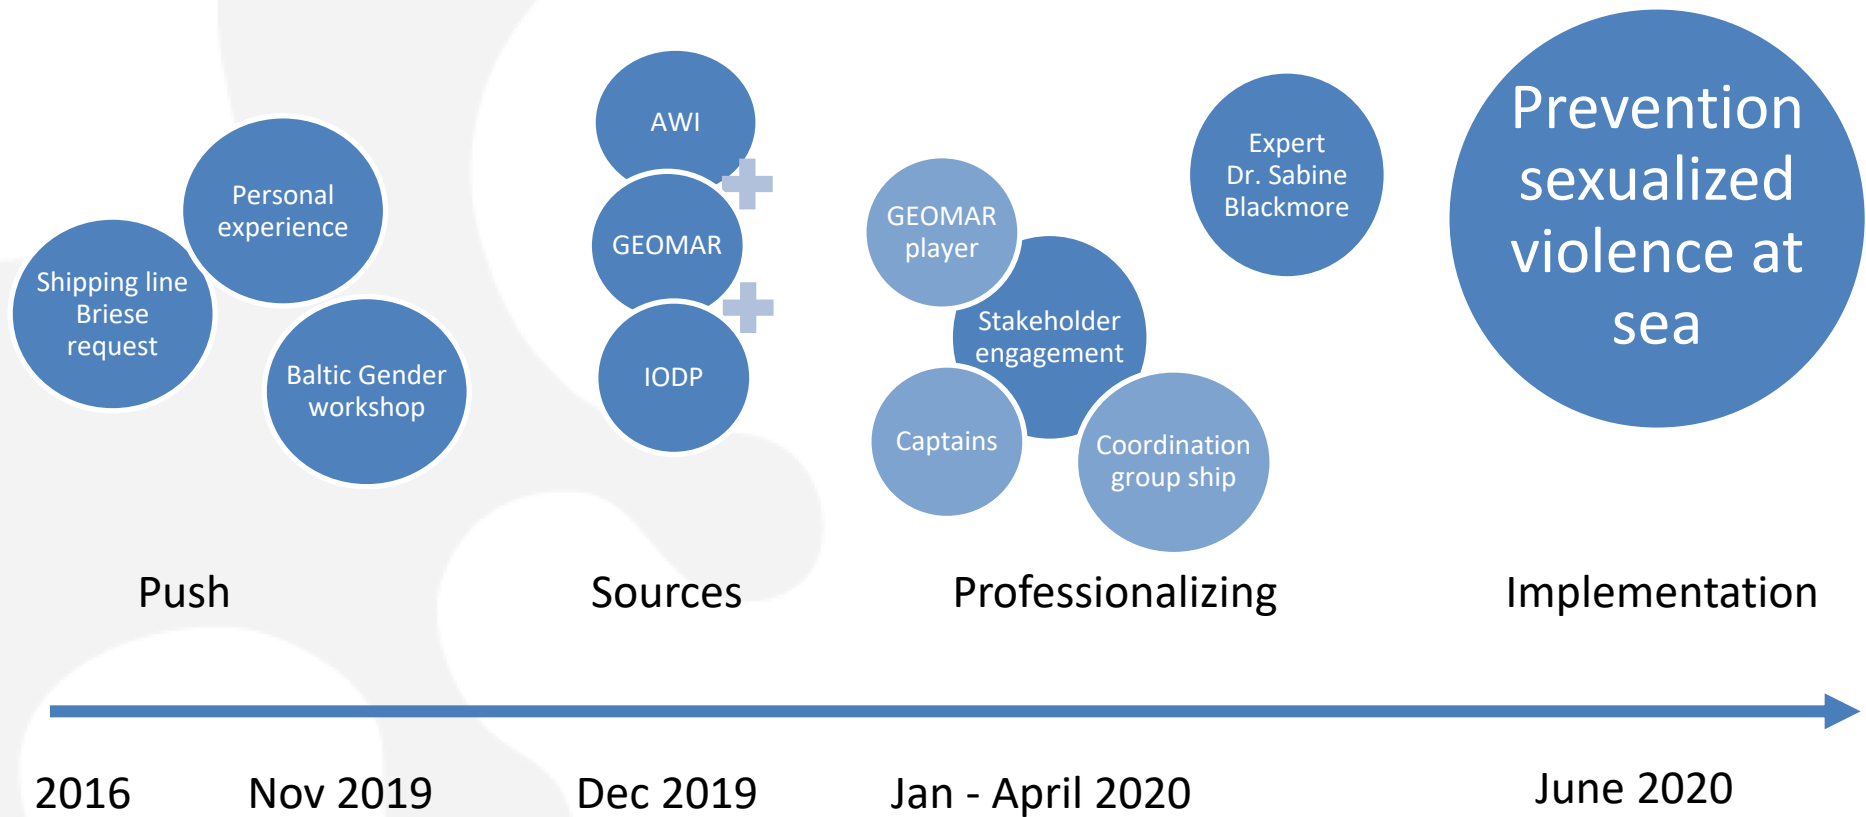 Shipping line
Briese
request
Personal
experience
Baltic Gender
workshop
AWI
GEOMAR
IODP
GEOMAR
player
Stakeholder
engagement
Captains
Coordination
group ship
Expert
Dr. Sabine
Blackmore
Prevention
sexualized
violence at
sea
Push
Sources
Professionalizing
Implementation
2016
Nov 2019
Dec 2019
Jan - April 2020
June 2020